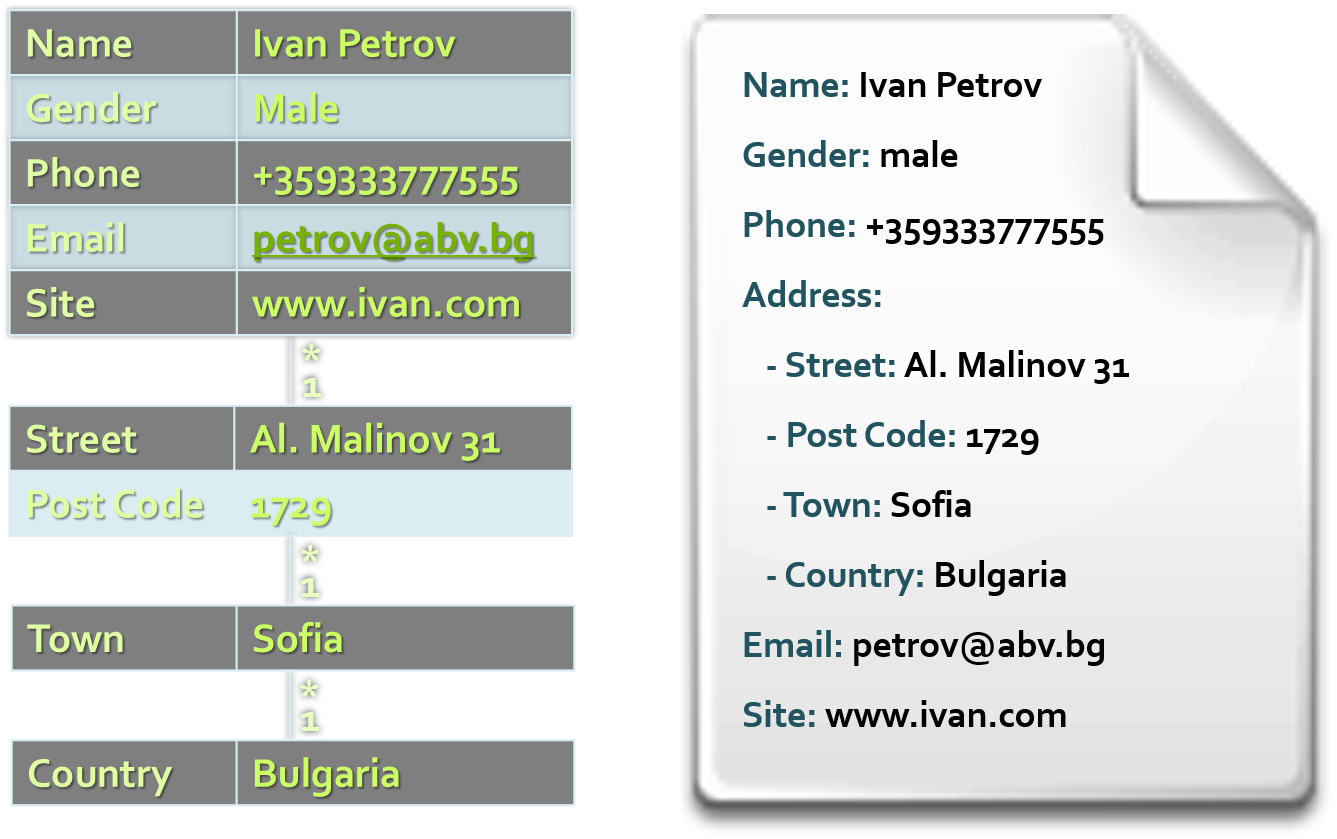 Name Ivan Petrov
Gender Male
Phone +359333777555
Email petrov@abv.bg
Site www.ivan.com
*
1
Street Al. Malinov 31
Post Code 1729
*
1
Town Sofia
*
1
Country Bulgaria
Name: Ivan Petrov
Gender: male
Phone: +359333777555
Address:
- Street: Al. Malinov 31
- Post Code: 1729
- Town: Sofia
- Country: Bulgaria
Email: petrov@abv.bg
Site: www.ivan.com